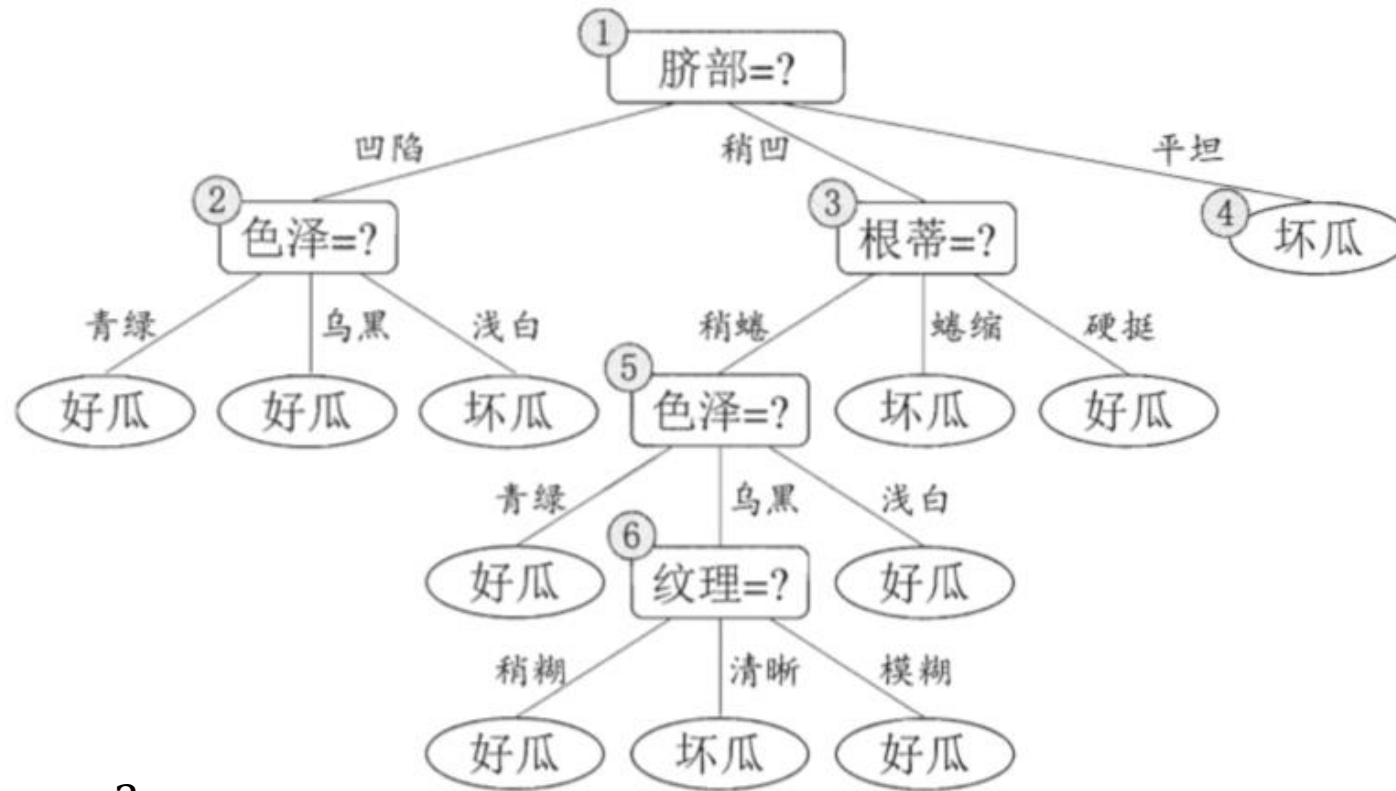 ① 脐部=?
凹陷 稍凹 平坦
② 色泽=? ③ 根蒂=? ④ 坏瓜
青绿 乌黑 浅白 稍蜷 蜷缩 硬挺
好瓜 好瓜 坏瓜 ⑤ 色泽=? 坏瓜 好瓜
青绿 乌黑 浅白
好瓜 ⑥ 纹理=? 好瓜
稍糊 清晰 模糊
好瓜 坏瓜 好瓜